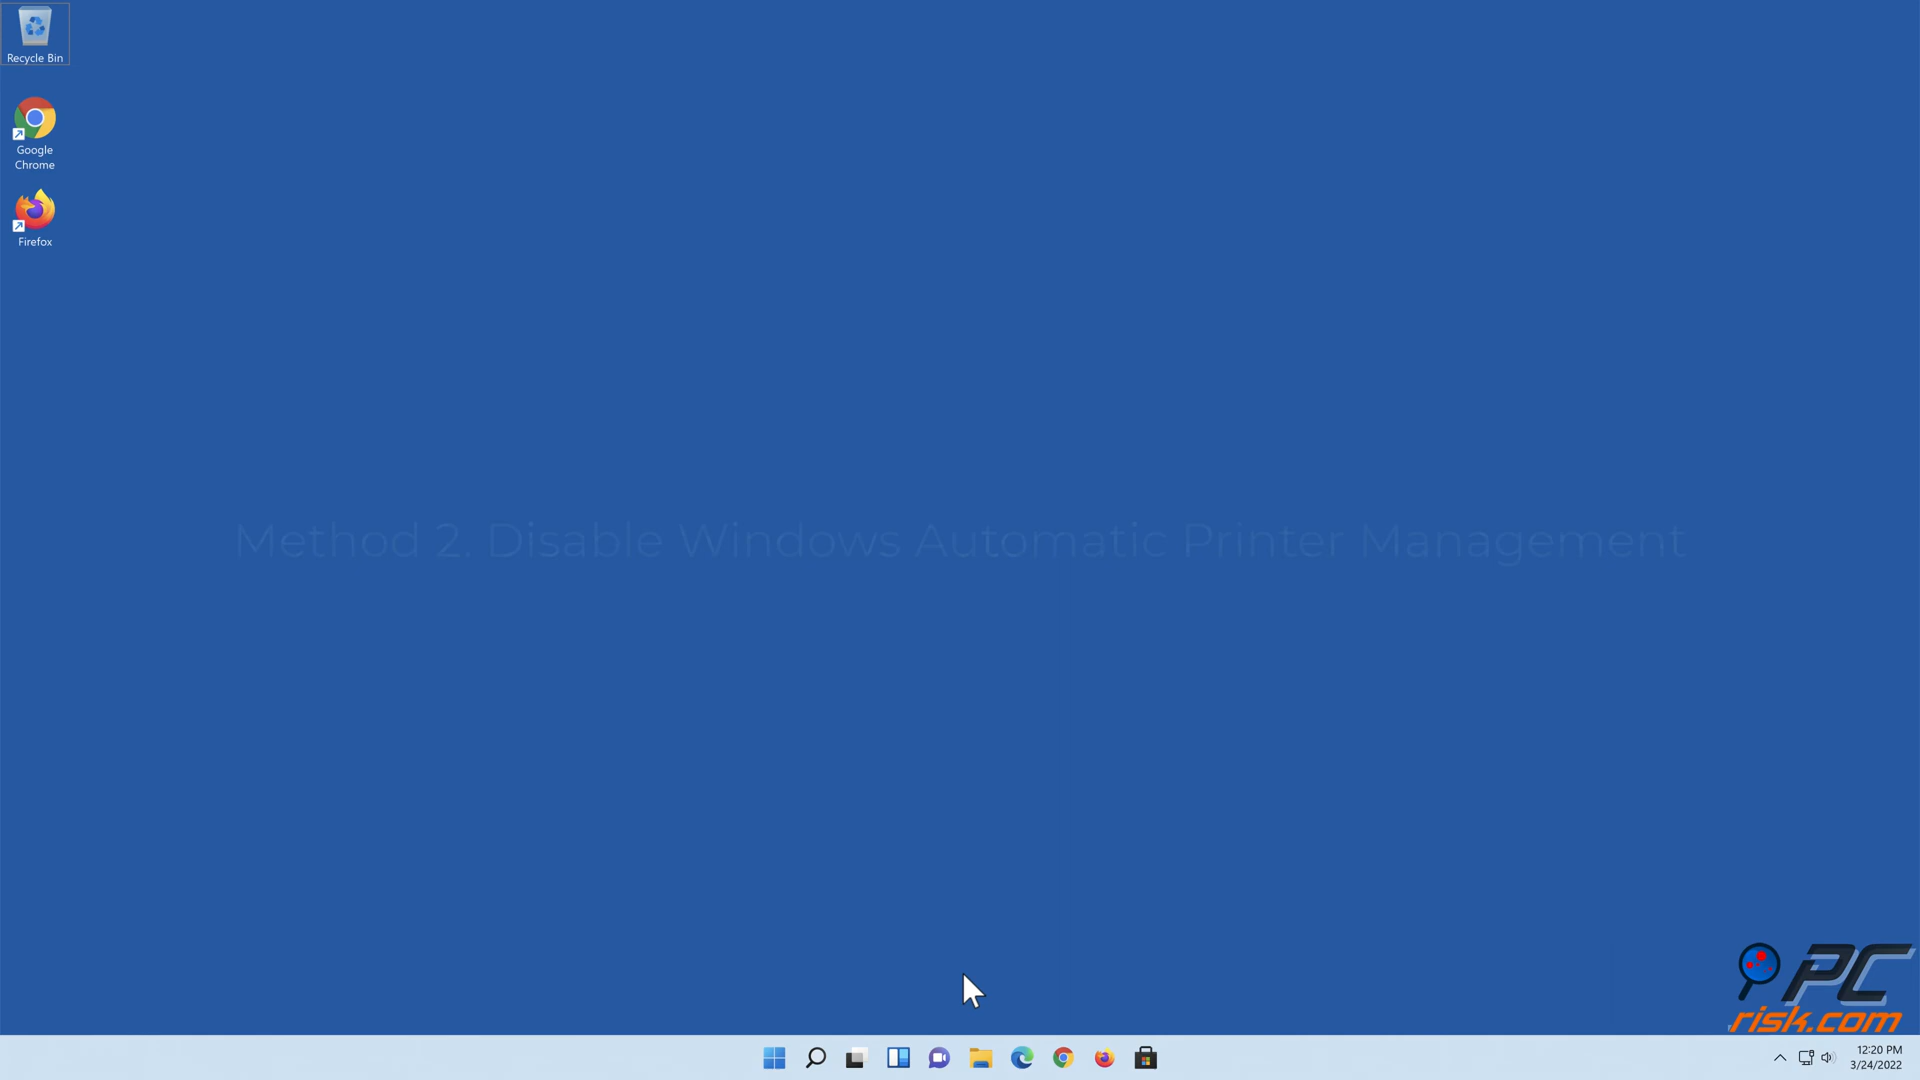 Recycle Bin
Google
Chrome
Firefox
Method 2. Disable Windows Automatic Printer Management
PC
risk.com
12:20 PM
3/24/2022